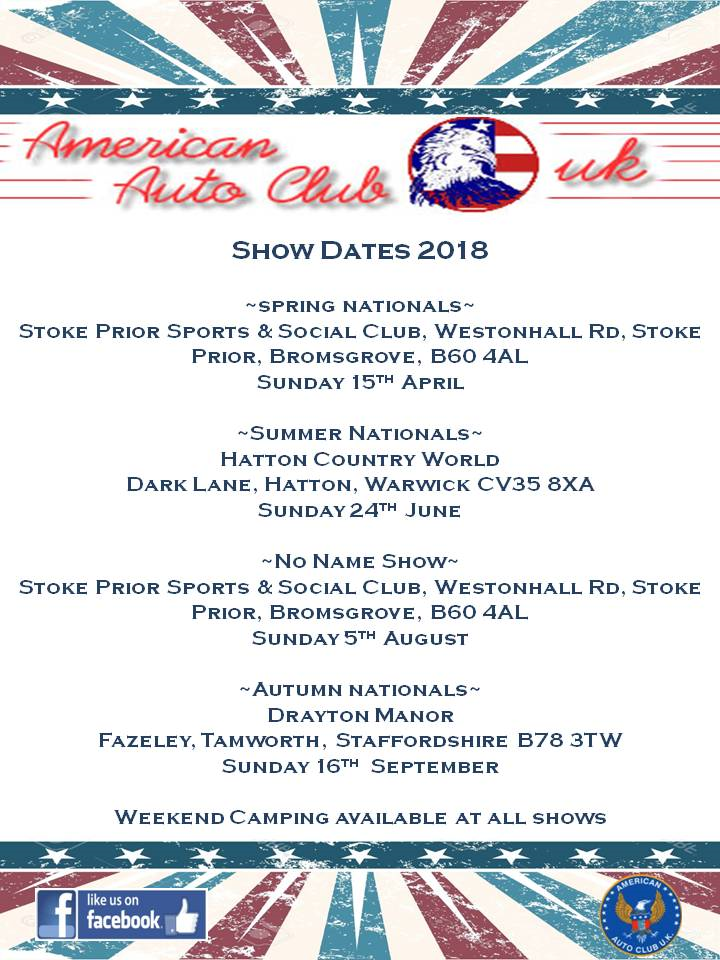 American
Auto Club uk
Show Dates 2018
~spring nationals~
Stoke Prior Sports & Social Club, Westonhall Rd, Stoke
Prior, Bromsgrove, B60 4AL
Sunday 15th April
~Summer Nationals~
Hatton Country World
Dark Lane, Hatton, Warwick CV35 8XA
Sunday 24th June
~No Name Show~
Stoke Prior Sports & Social Club, Westonhall Rd, Stoke
Prior, Bromsgrove, B60 4AL
Sunday 5th August
~Autumn nationals~
Drayton Manor
Fazeley, Tamworth, Staffordshire B78 3TW
Sunday 16th September
Weekend Camping available at all shows
f
like us on
facebook
AMERICAN
AUTO CLUB U.K.